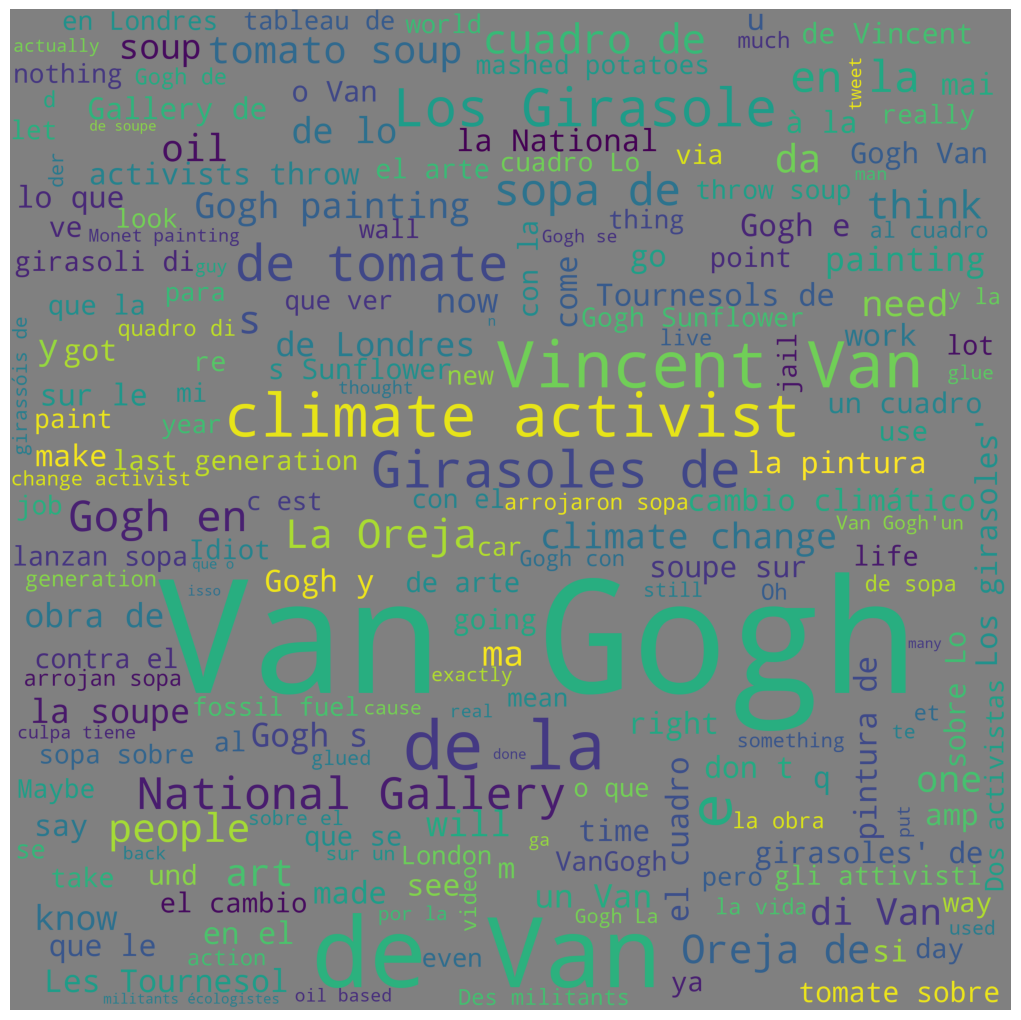 en Londres
tableau de
world
u
actually
soup
tomato soup
cuadro de
much
de Vincent
nothing
Gogh de
mashed potatoes
en la
tweet
mai
d
Gallery de
o Van
Los Girasole
à la
really
let
de soupe
de lo
la National
da
der
oil
activists throw
el arte
cuadro Lo
via
Gogh Van
man
lo que
look
Gogh painting
sopa de
throw soup
think
ve
Monet painting
wall
Gogh se
thing
Gogh e
al cuadro
girasoli di
guy
de tomate
con la
come
go
point
painting
que la
para
que ver
now
Tournesols de
need
y la
quadro di
s
n
Gogh Sunflower
work
y
got
re
de Londres
live
jail
lot
girassóis de
s Sunflower
new
Vincent Van
glue
sur le
mi
thought
climate activist
un cuadro
paint
year
use
make
last generation
Girasoles de
la pintura
change activist
job
c est
con el
arrojaron sopa
cambio climático
Gogh en
La Oreja
car
climate change
Van Gogh'un
lanzan sopa
Idiot
que o
Gogh con
soupe sur
life
generation
isso
Gogh y
de arte
still
Oh
de sopa
obra de
Van Gogh
going
Dos activistas Los girasoles'
contra el
ma
many
arrojan sopa
exactly
mean
la soupe
fossil fuel
cause
real
right
pintura de
sobre Lo
et
te
culpa tiene
sopa sobre
al
Gogh s
glued
de la
done
something
Maybe
National Gallery
o que
el cuadro
don t
q
one
say
people
sobre el
will
e
la obra
put
amp
se
back
que se
sur un
ga
time
London
VanGogh
girasoles' de
take
und
art
made
see
video
m
un Van
pero
gli attivisti
know
el cambio
por la
Gogh La
la vida
di Van
way
que le
en el
de Van
even
Oreja de
si
day
used
action
Les Tournesol
ya
militants écologistes
oil based
Des militants
tomate sobre